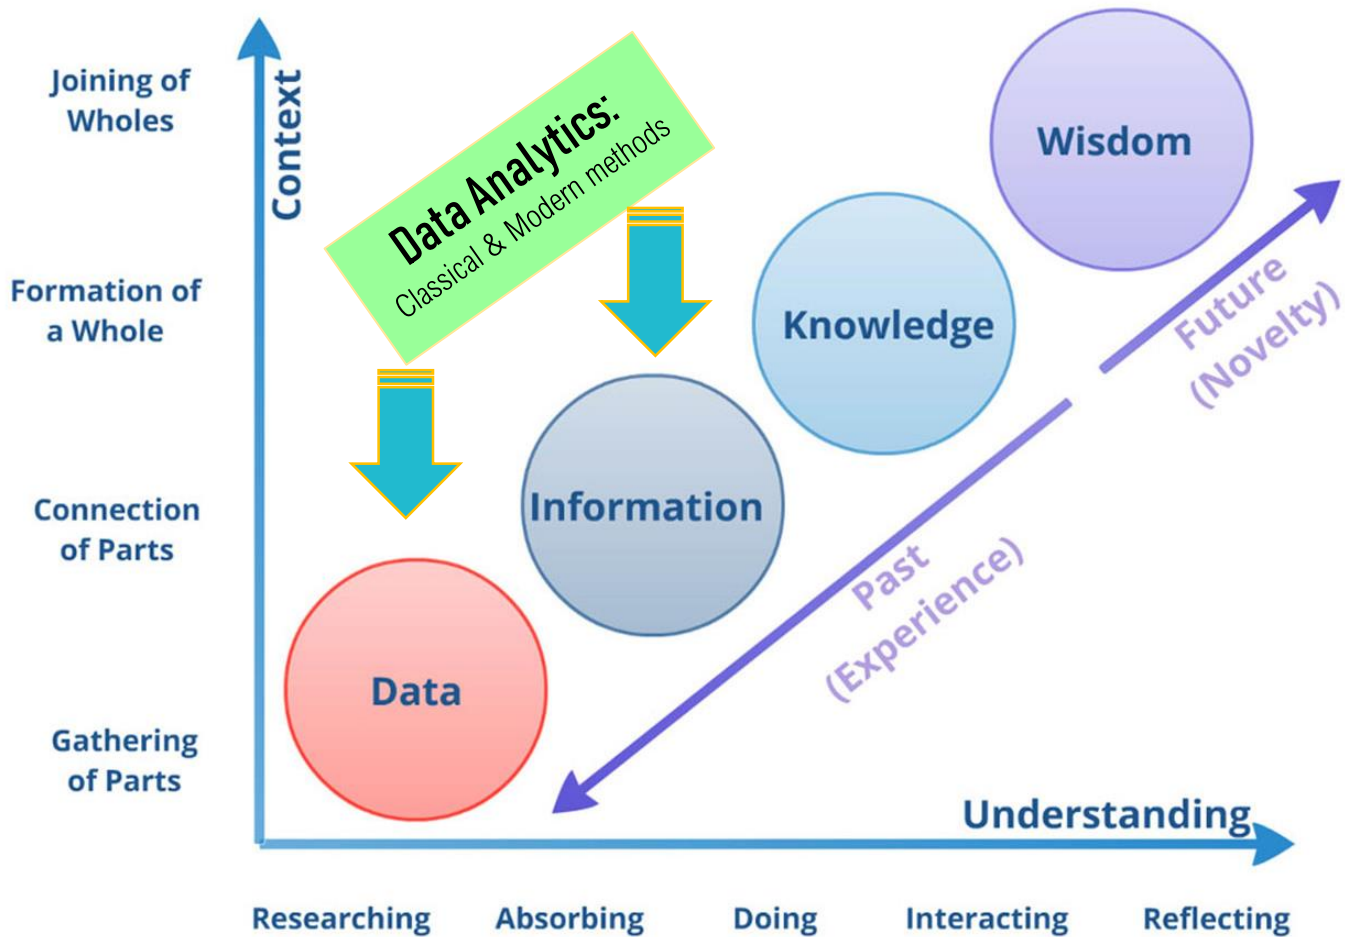 Joining of
Wholes
Context
Data Analytics:
Classical & Modern methods
Wisdom
Formation of
a Whole
Knowledge
Future
(Novelty)
Connection
of Parts
Information
Past
(Experience)
Data
Gathering
of Parts
Understanding
Researching
Absorbing
Doing
Interacting
Reflecting